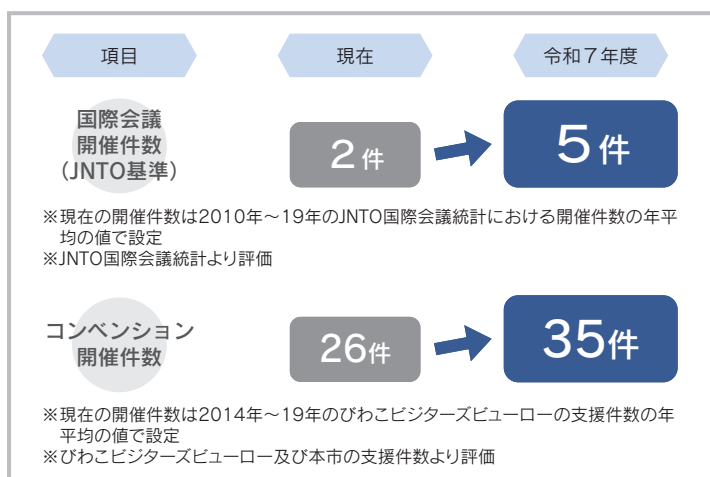 項目 現在 令和7年度
国際会議
開催件数
(JNTO基準)
2件 5件
※現在の開催件数は2010年～19年のJNTO国際会議統計における開催件数の年平
均の値で設定
※JNTO国際会議統計より評価
コンベンション
開催件数
26件 35件
※現在の開催件数は2014年～19年のびわこビジターズビューローの支援件数の年
平均の値で設定
※びわこビジターズビューロー及び本市の支援件数より評価